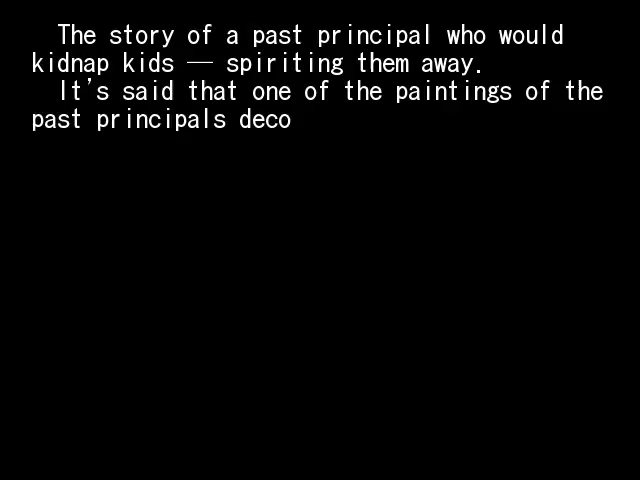 The story of a past principal who would
kidnap kids — spiriting them away.
It's said that one of the paintings of the
past principals deco